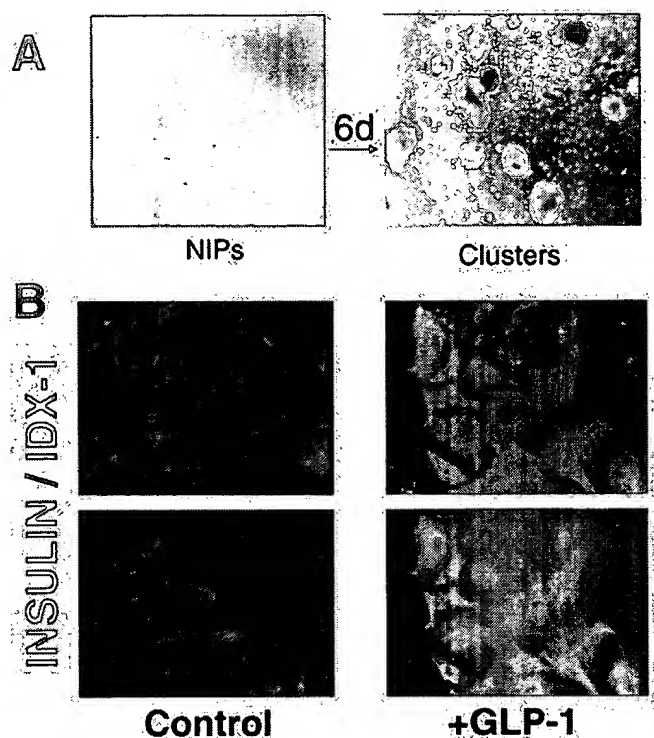 A
6d
NIPs
Clusters
B
INSULIN / IDX-1
Control
+GLP-1